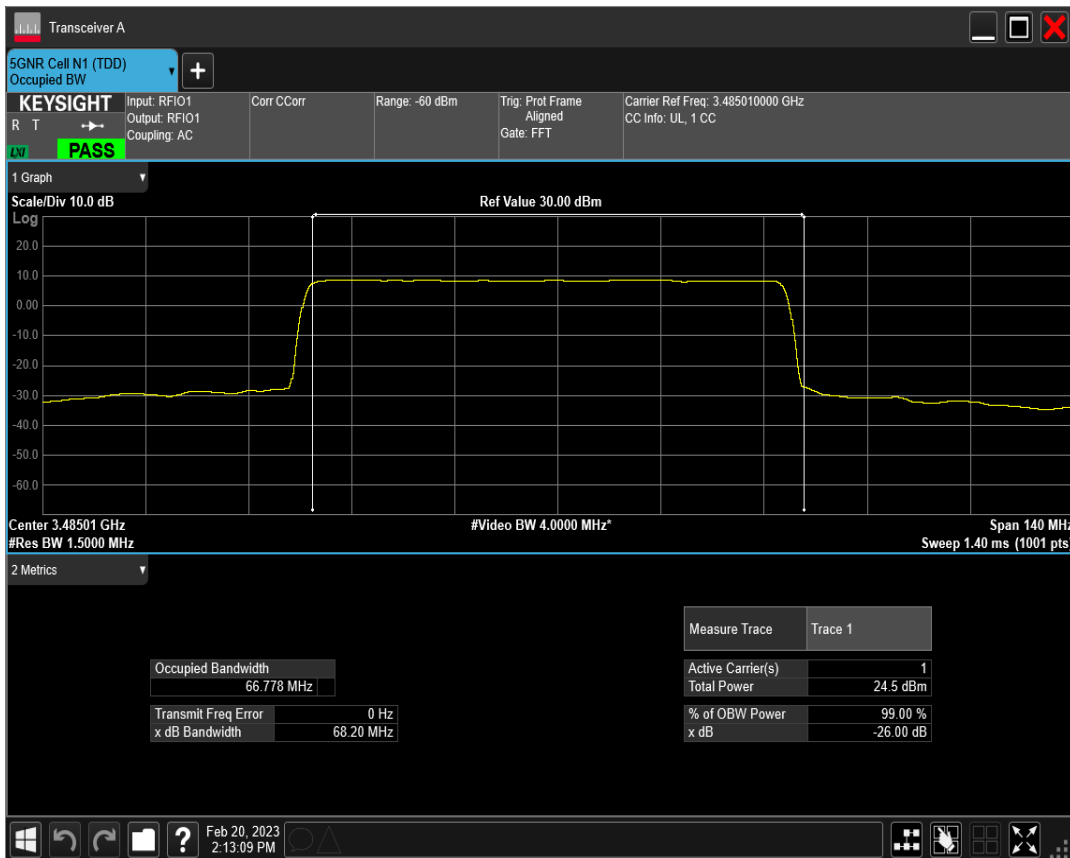 Transceiver A
5GNR Cell N1 (TDD)
Occupied BW
+
KEYSIGHT
R T
LXI
PASS
Input: RFIO1
Output: RFIO1
Coupling: AC
Corr CCorr
Range: -60 dBm
Trig: Prot Frame
Aligned
Gate: FFT
Carrier Ref Freq: 3.485010000 GHz
CC Info: UL, 1 CC
1 Graph
Scale/Div 10.0 dB
Ref Value 30.00 dBm
Log
20.0
10.0
0.00
-10.0
-20.0
-30.0
-40.0
-50.0
-60.0
Center 3.48501 GHz
#Video BW 4.0000 MHz*
Span 140 MHz
#Res BW 1.5000 MHz
Sweep 1.40 ms (1001 pts)
2 Metrics
Measure Trace Trace 1
Occupied Bandwidth
66.778 MHz
Active Carrier(s) 1
Total Power 24.5 dBm
Transmit Freq Error 0 Hz
x dB Bandwidth 68.20 MHz
% of OBW Power 99.00 %
x dB -26.00 dB
?
Feb 20, 2023
2:13:09 PM